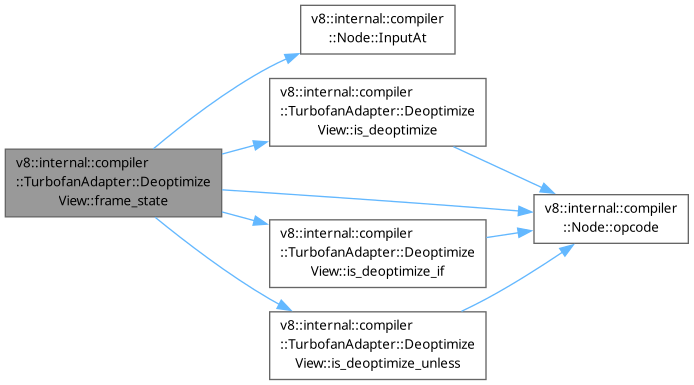 v8::internal::compiler
::Node::InputAt
v8::internal::compiler
::TurbofanAdapter::Deoptimize
View::is_deoptimize
v8::internal::compiler
::TurbofanAdapter::Deoptimize
View::frame_state
v8::internal::compiler
::Node::opcode
v8::internal::compiler
::TurbofanAdapter::Deoptimize
View::is_deoptimize_if
v8::internal::compiler
::TurbofanAdapter::Deoptimize
View::is_deoptimize_unless